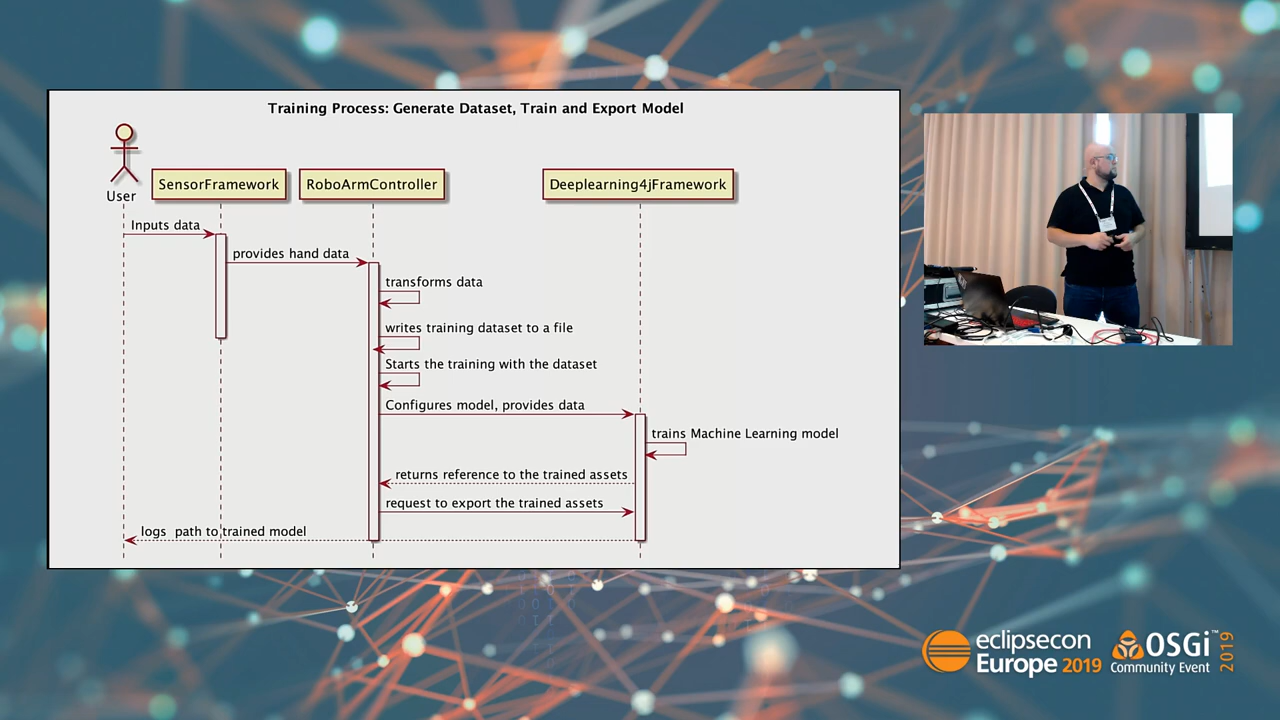 Training Process: Generate Dataset, Train and Export Model
User
SensorFramework
RoboArmController
Deeplearning4jFramework
Inputs data
provides hand data
transforms data
writes training dataset to a file
Starts the training with the dataset
Configures model, provides data
trains Machine Learning model
returns reference to the trained assets
request to export the trained assets
logs path to trained model
eclipsecon
Europe 2019
OSGi™
Community Event
2019